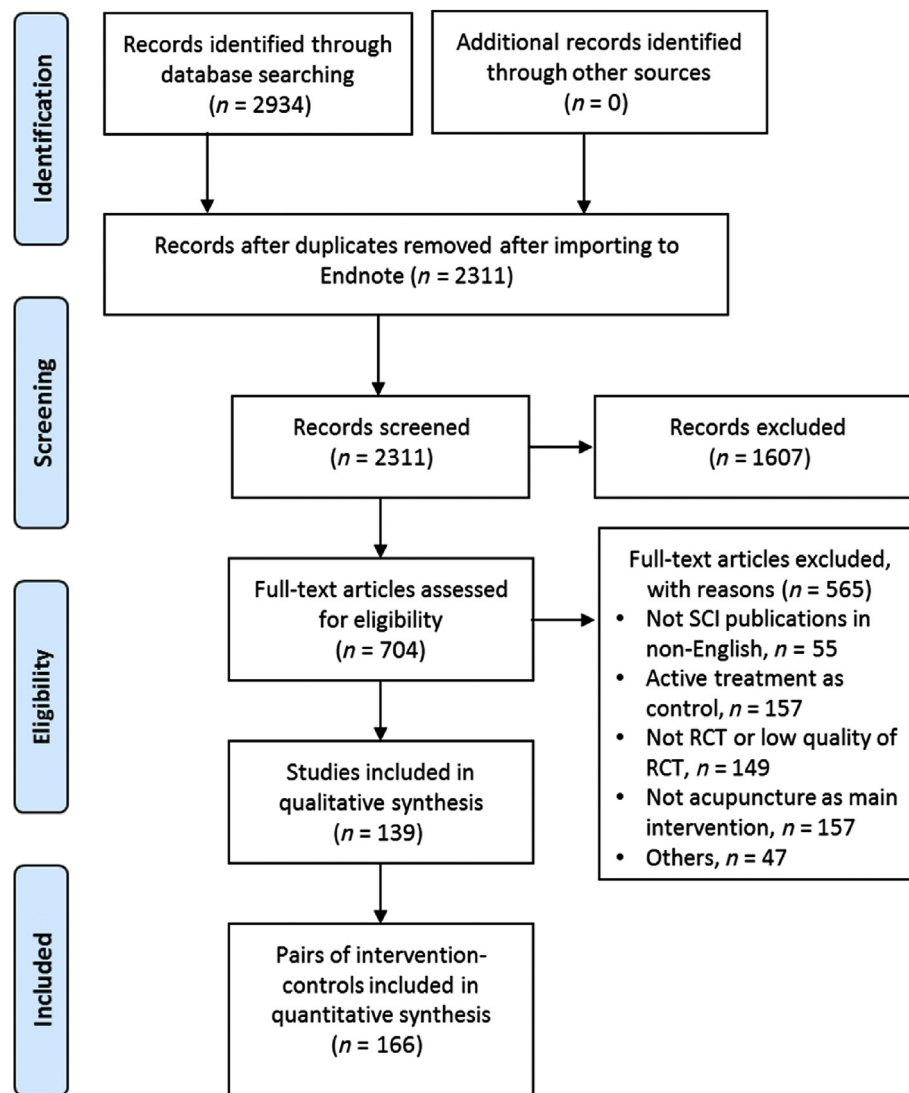 Identification
Records identified through
database searching
(n = 2934)
Additional records identified
through other sources
(n = 0)
Records after duplicates removed after importing to
Endnote (n = 2311)
Screening
Records screened
(n = 2311)
Records excluded
(n = 1607)
Eligibility
Full-text articles assessed
for eligibility
(n = 704)
Full-text articles excluded,
with reasons (n = 565)
• Not SCI publications in
non-English, n = 55
• Active treatment as
control, n = 157
• Not RCT or low quality of
RCT, n = 149
• Not acupuncture as main
intervention, n = 157
• Others, n = 47
Studies included in
qualitative synthesis
(n = 139)
Included
Pairs of intervention-
controls included in
quantitative synthesis
(n = 166)